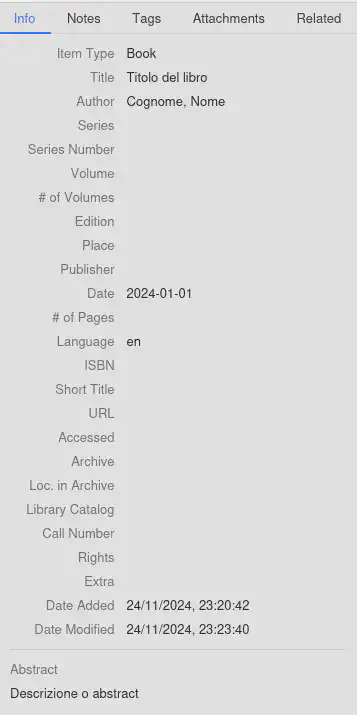 Info Notes Tags Attachments Related
Item Type Book
Title Titolo del libro
Author Cognome, Nome
Series
Series Number
Volume
# of Volumes
Edition
Place
Publisher
Date 2024-01-01
# of Pages
Language en
ISBN
Short Title
URL
Accessed
Archive
Loc. in Archive
Library Catalog
Call Number
Rights
Extra
Date Added 24/11/2024, 23:20:42
Date Modified 24/11/2024, 23:23:40
Abstract
Descrizione o abstract